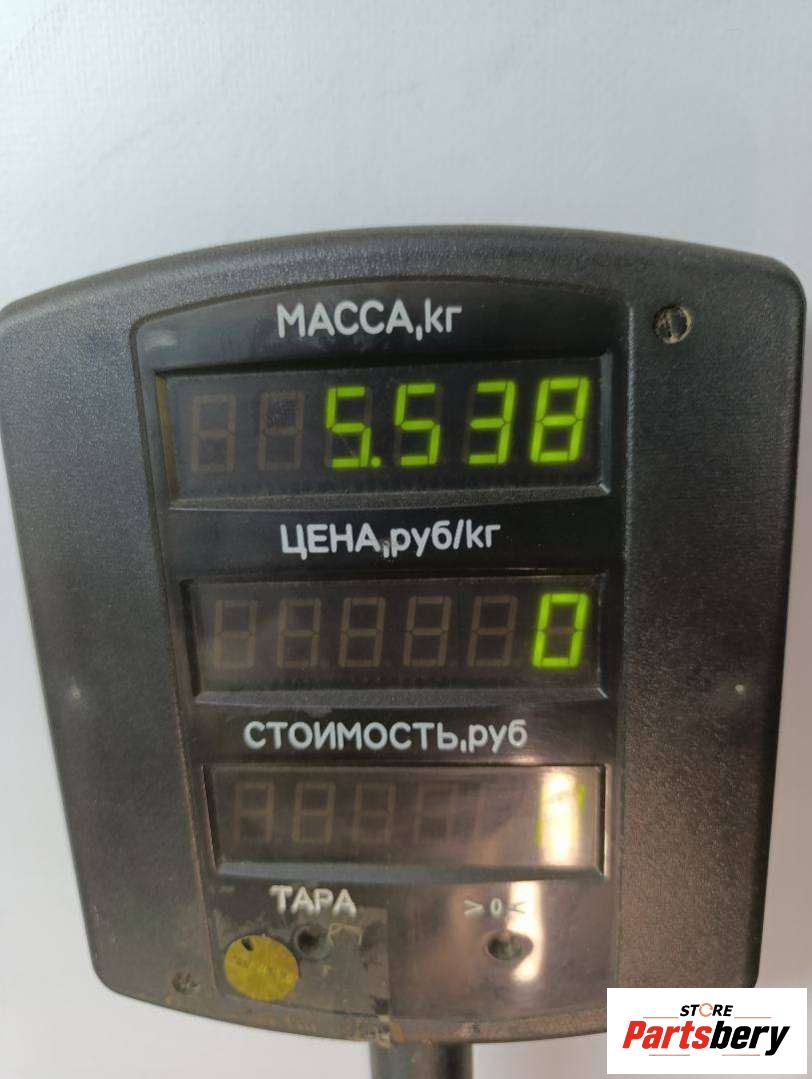 МАССА,кг
5.538
ЦЕНА,руб/кг
0
СТОИМОСТЬ,руб
ТАРА >0<
STORE
Partsbery